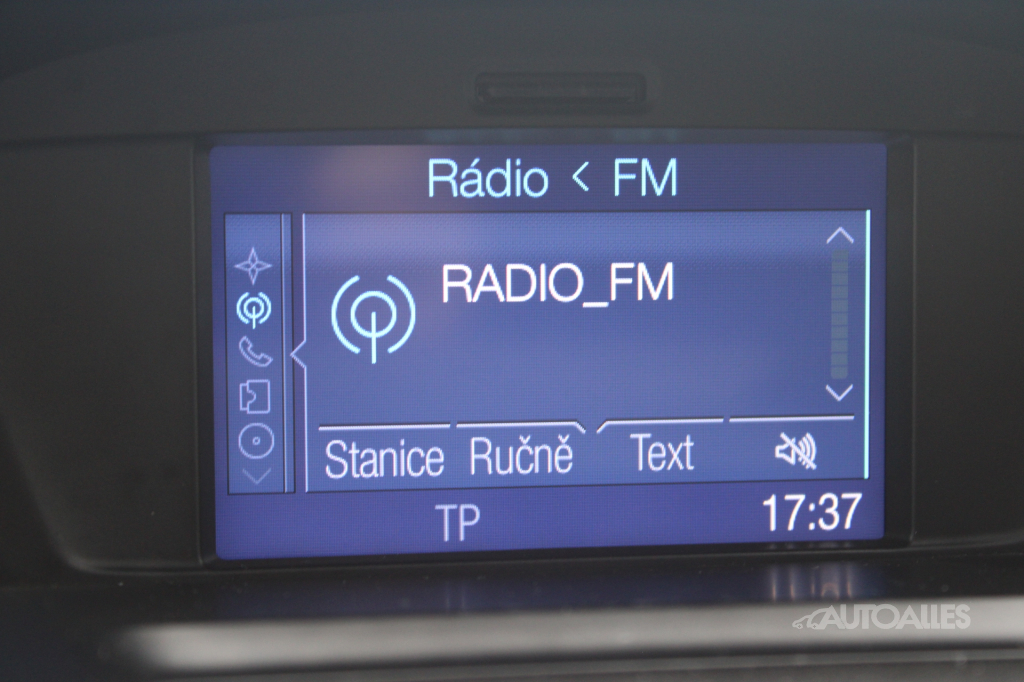 Rádio < FM
RADIO_FM
Stanice Ručně Text
TP 17:37
AUTOALLES